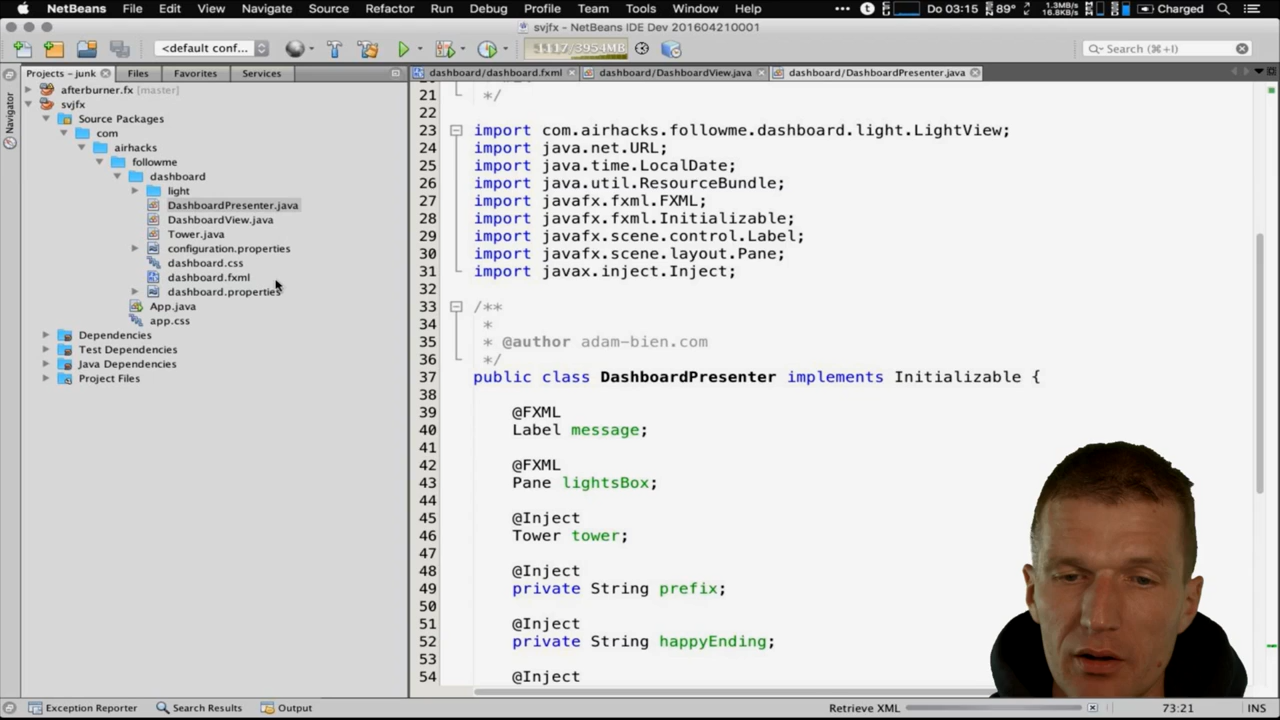 NetBeans File Edit View Navigate Source Refactor Run Debug Profile Team Tools Window Help ••• Do 03:15 89° 1.3MB/s 16.8KB/s Charged
svjfx - NetBeans IDE Dev 201604210001
<default conf... 1117/3954MB Search (⌘+I)
Projects - junk Files Favorites Services
dashboard/dashboard.fxml dashboard/DashboardView.java dashboard/DashboardPresenter.java
Navigator
afterburner.fx [master]
svjfx
Source Packages
com
airhacks
followme
dashboard
light
DashboardPresenter.java
DashboardView.java
Tower.java
configuration.properties
dashboard.css
dashboard.fxml
dashboard.properties
App.java
app.css
Dependencies
Test Dependencies
Java Dependencies
Project Files
21 */
22
23 import com.airhacks.followme.dashboard.light.LightView;
24 import java.net.URL;
25 import java.time.LocalDate;
26 import java.util.ResourceBundle;
27 import javafx.fxml.FXML;
28 import javafx.fxml.Initializable;
29 import javafx.scene.control.Label;
30 import javafx.scene.layout.Pane;
31 import javax.inject.Inject;
32
33 /**
34 *
35 * @author adam-bien.com
36 */
37 public class DashboardPresenter implements Initializable {
38
39 @FXML
40 Label message;
41
42 @FXML
43 Pane lightsBox;
44
45 @Inject
46 Tower tower;
47
48 @Inject
49 private String prefix;
50
51 @Inject
52 private String happyEnding;
53
54 @Inject
Exception Reporter Search Results Output Retrieve XML 73:21 INS